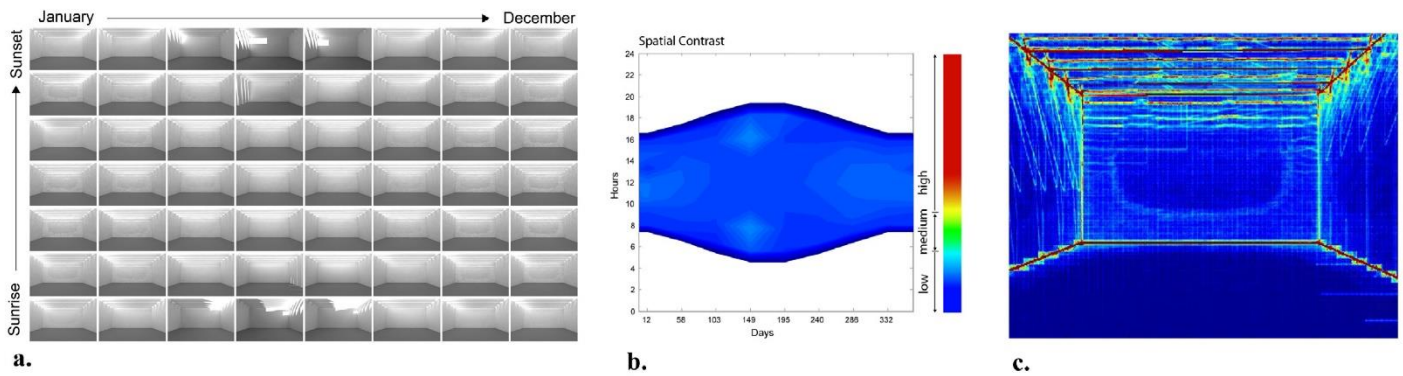 January
December
Sunset
Sunrise
a.
Spatial Contrast
24
22
20
18
16
14
12
10
8
6
4
2
0
Hours
12 58 103 149 195 240 286 332
Days
high
medium
low
b.
c.